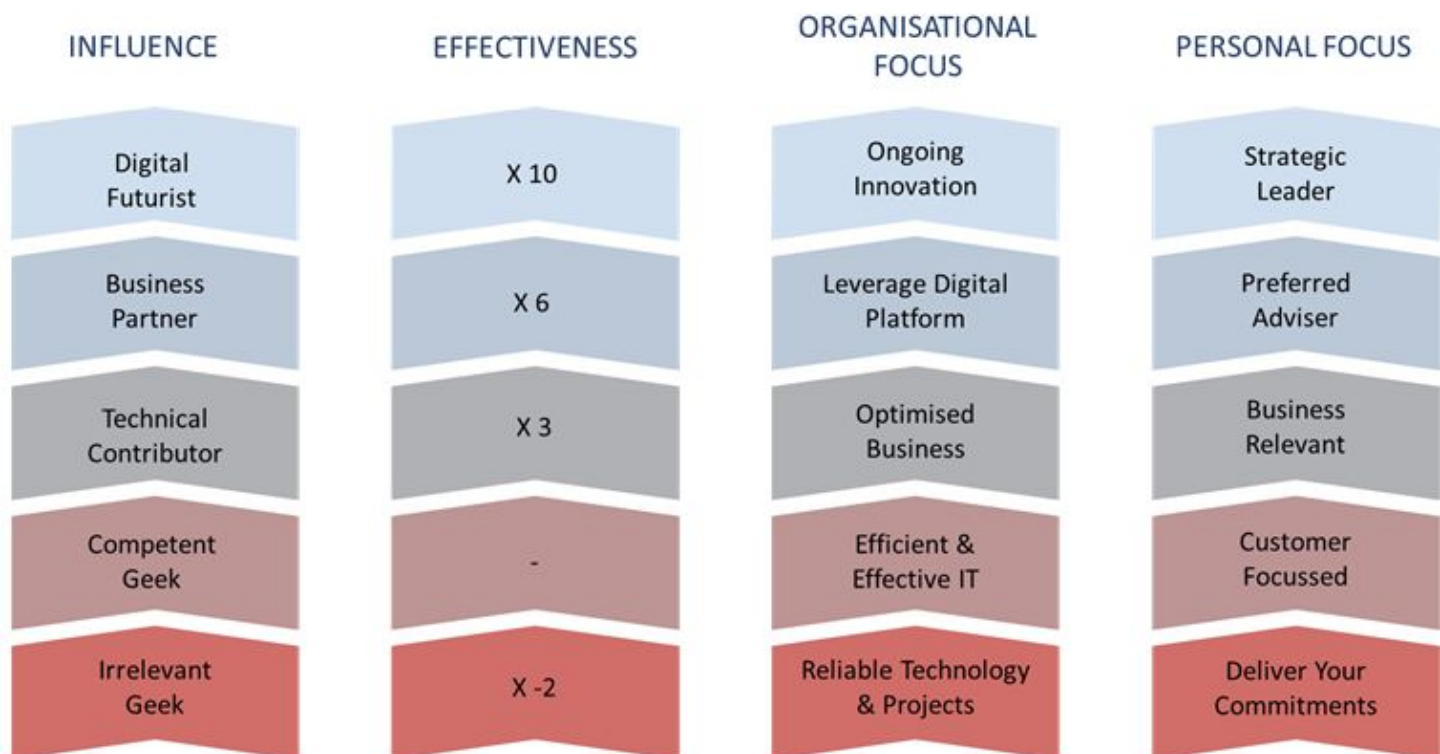 INFLUENCE
EFFECTIVENESS
ORGANISATIONAL
FOCUS
PERSONAL FOCUS
Digital
Futurist
X 10
Ongoing
Innovation
Strategic
Leader
Business
Partner
X 6
Leverage Digital
Platform
Preferred
Adviser
Technical
Contributor
X 3
Optimised
Business
Business
Relevant
Competent
Geek
-
Efficient &
Effective IT
Customer
Focussed
Irrelevant
Geek
X -2
Reliable Technology
& Projects
Deliver Your
Commitments